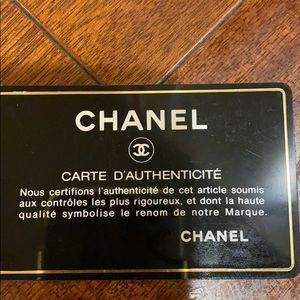 CHANEL
CARTE D'AUTHENTICITÉ
Nous certifions l'authenticité de cet article soumis
aux contrôles les plus rigoureux, et dont la haute
qualité symbolise le renom de notre Marque.
CHANEL